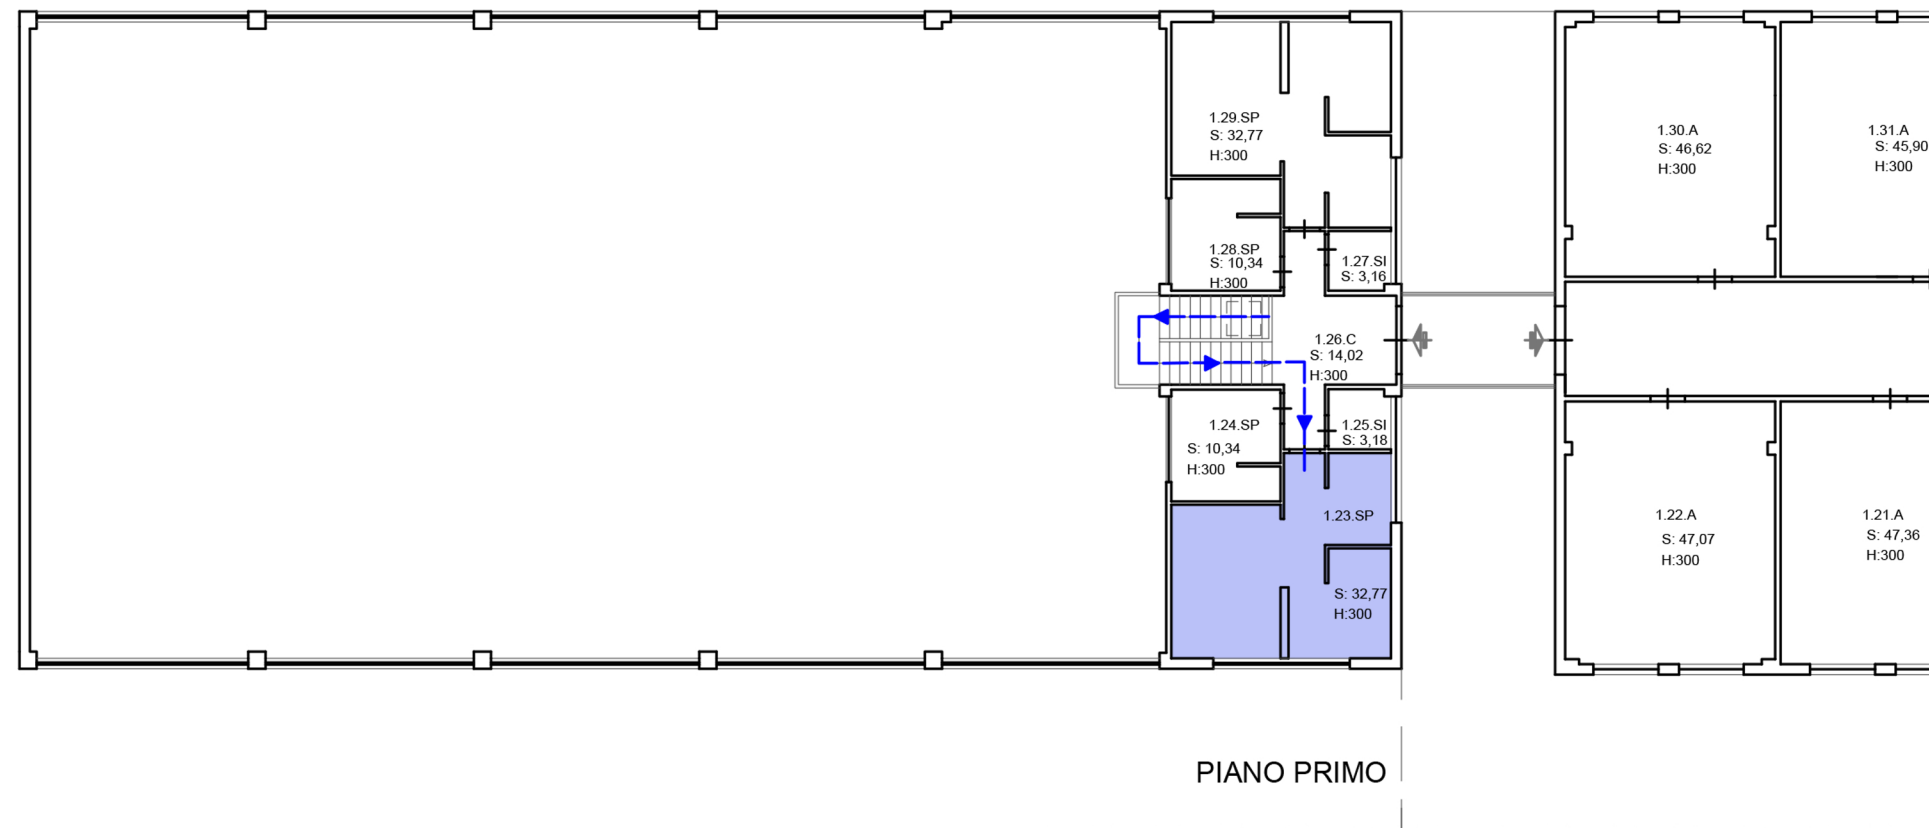 1.29.SP
S: 32,77
H:300
1.28.SP
S: 10,34
H:300
1.27.SI
S: 3,16
1.26.C
S: 14,02
H:300
1.24.SP
S: 10,34
H:300
1.25.SI
S: 3,18
1.23.SP
S: 32,77
H:300
1.30.A
S: 46,62
H:300
1.31.A
S: 45,90
H:300
1.22.A
S: 47,07
H:300
1.21.A
S: 47,36
H:300
PIANO PRIMO